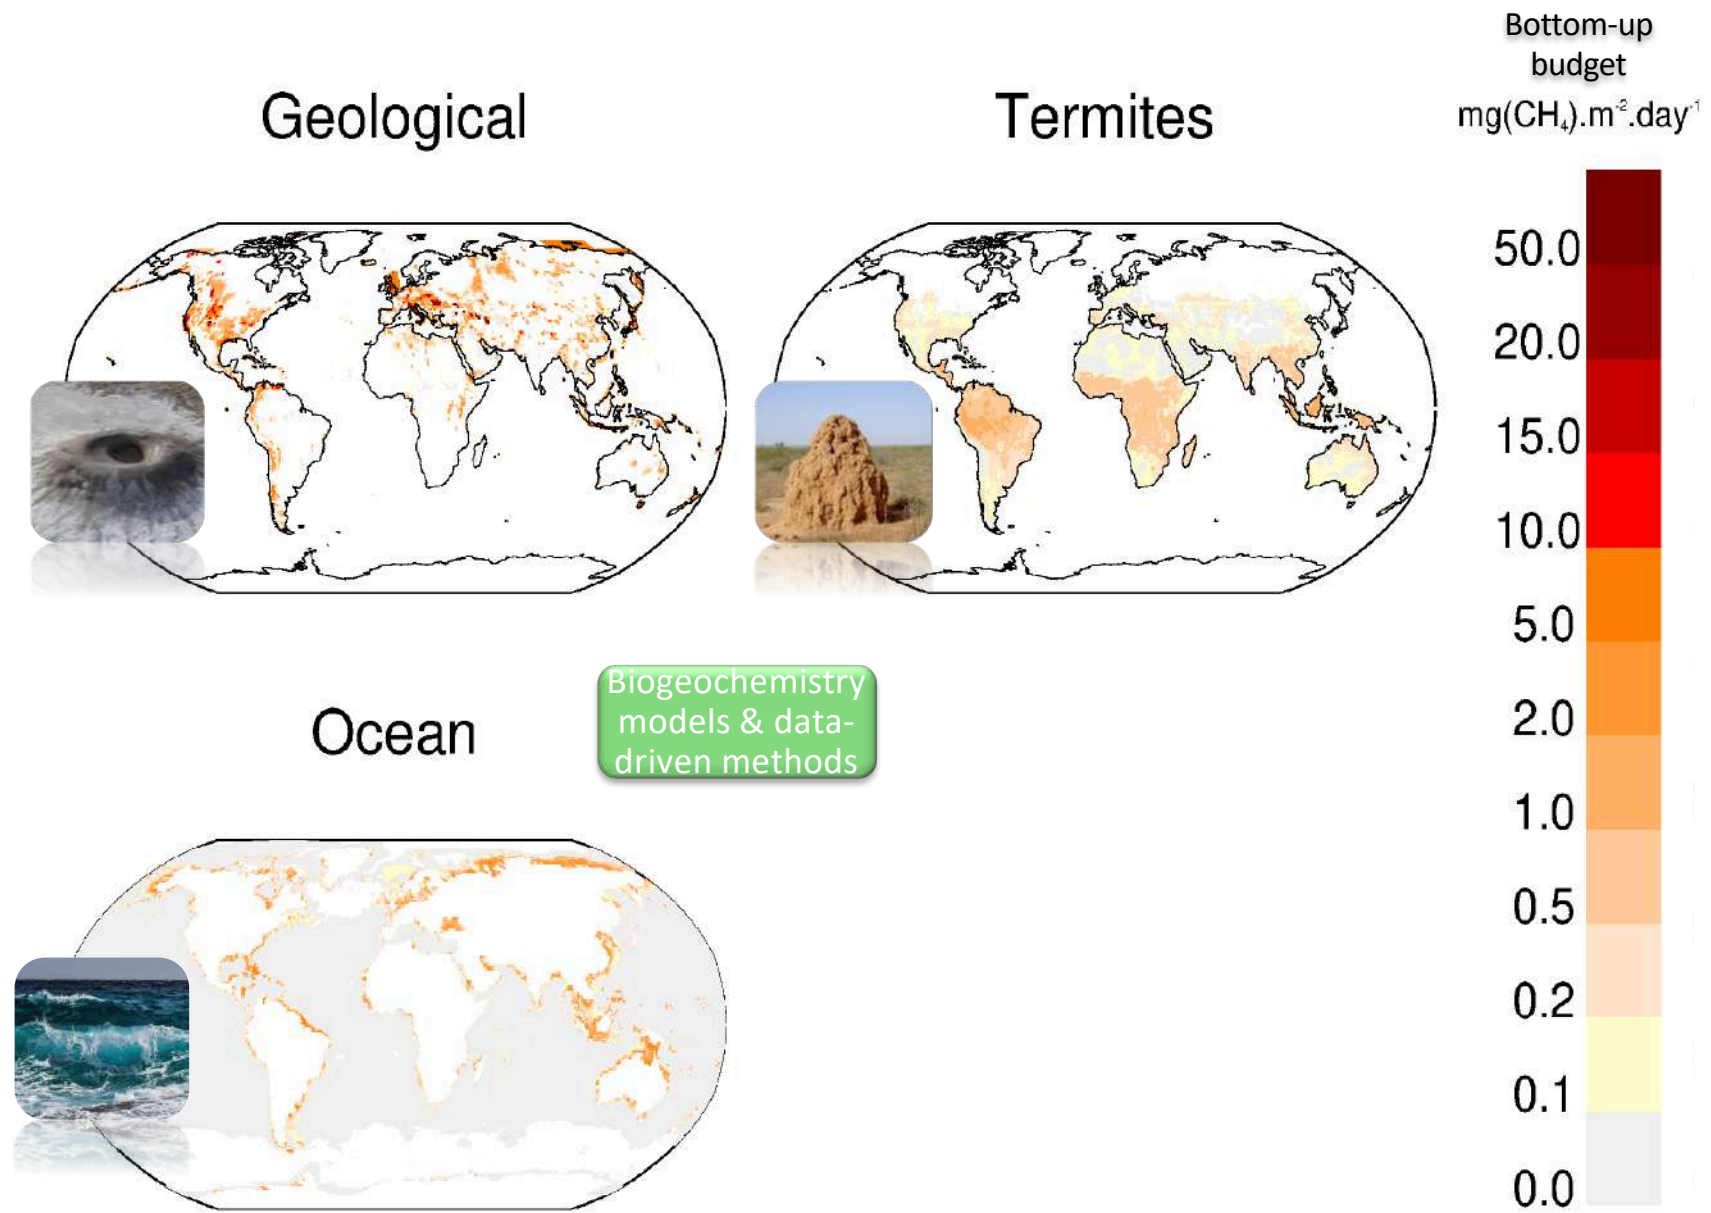 Bottom-up
budget
mg(CH₄).m⁻².day⁻¹
Geological
Termites
50.0
20.0
15.0
10.0
5.0
2.0
1.0
0.5
0.2
0.1
0.0
Ocean
Biogeochemistry
models & data-
driven methods